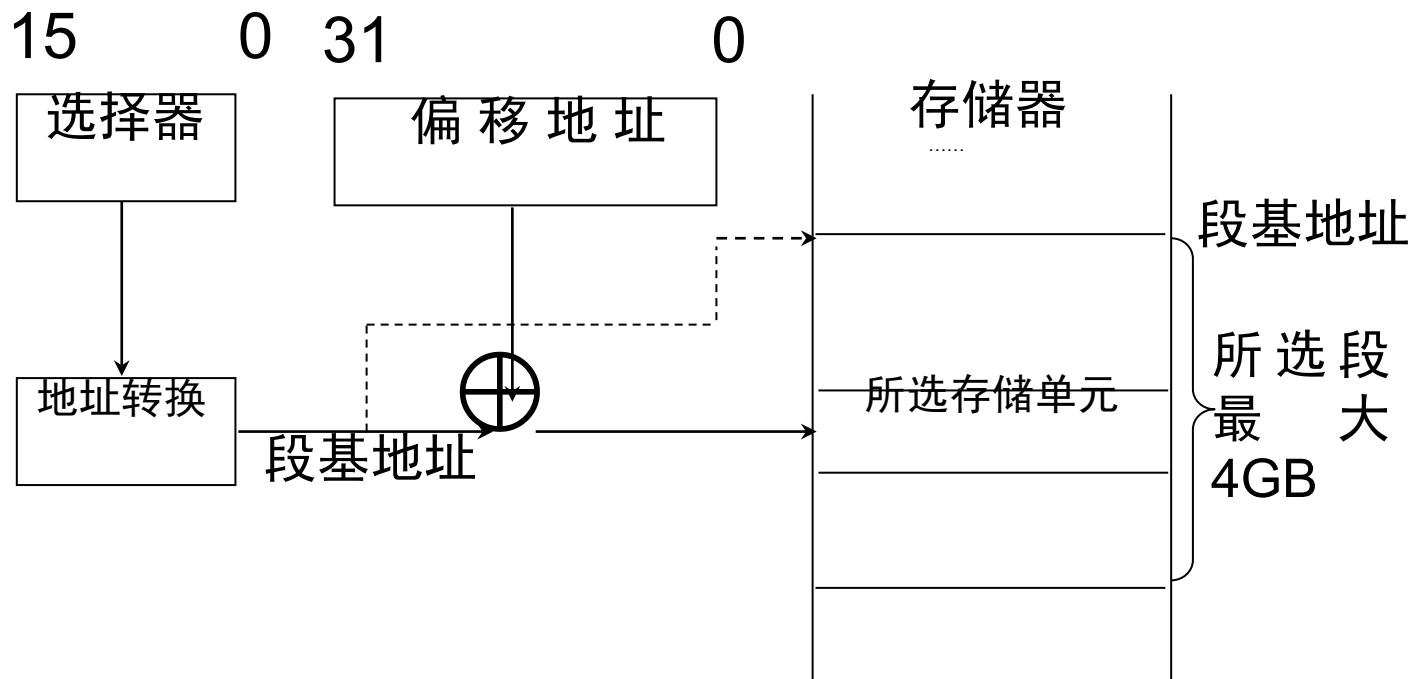 15 0 31 0
选择器
偏移地址
存储器
......
段基地址
地址转换
段基地址
所选存储单元
所选段
最大
4GB